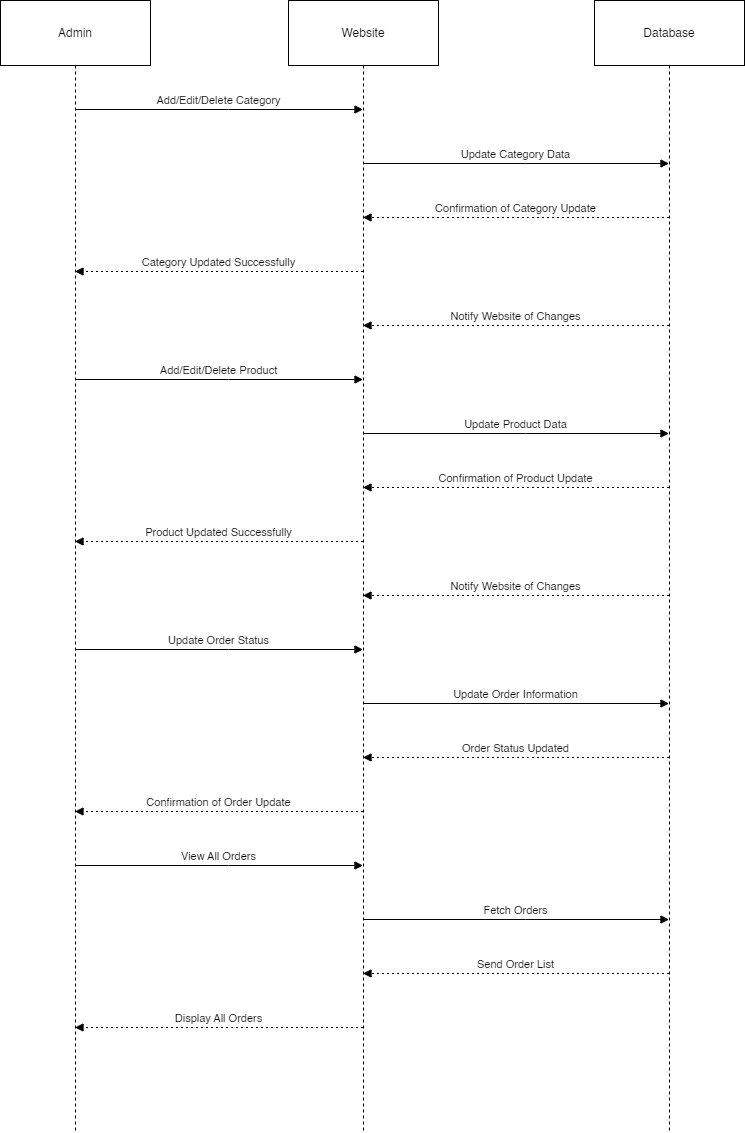 Admin
Website
Database
Add/Edit/Delete Category
Update Category Data
Confirmation of Category Update
Category Updated Successfully
Notify Website of Changes
Add/Edit/Delete Product
Update Product Data
Confirmation of Product Update
Product Updated Successfully
Notify Website of Changes
Update Order Status
Update Order Information
Order Status Updated
Confirmation of Order Update
View All Orders
Fetch Orders
Send Order List
Display All Orders